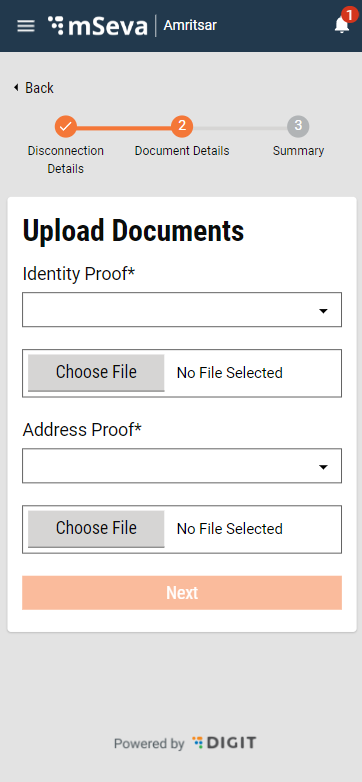 mSeva Amritsar 1
Back
2 3
Disconnection Details Document Details Summary
Upload Documents
Identity Proof*
Choose File No File Selected
Address Proof*
Choose File No File Selected
Next
Powered by DIGIT